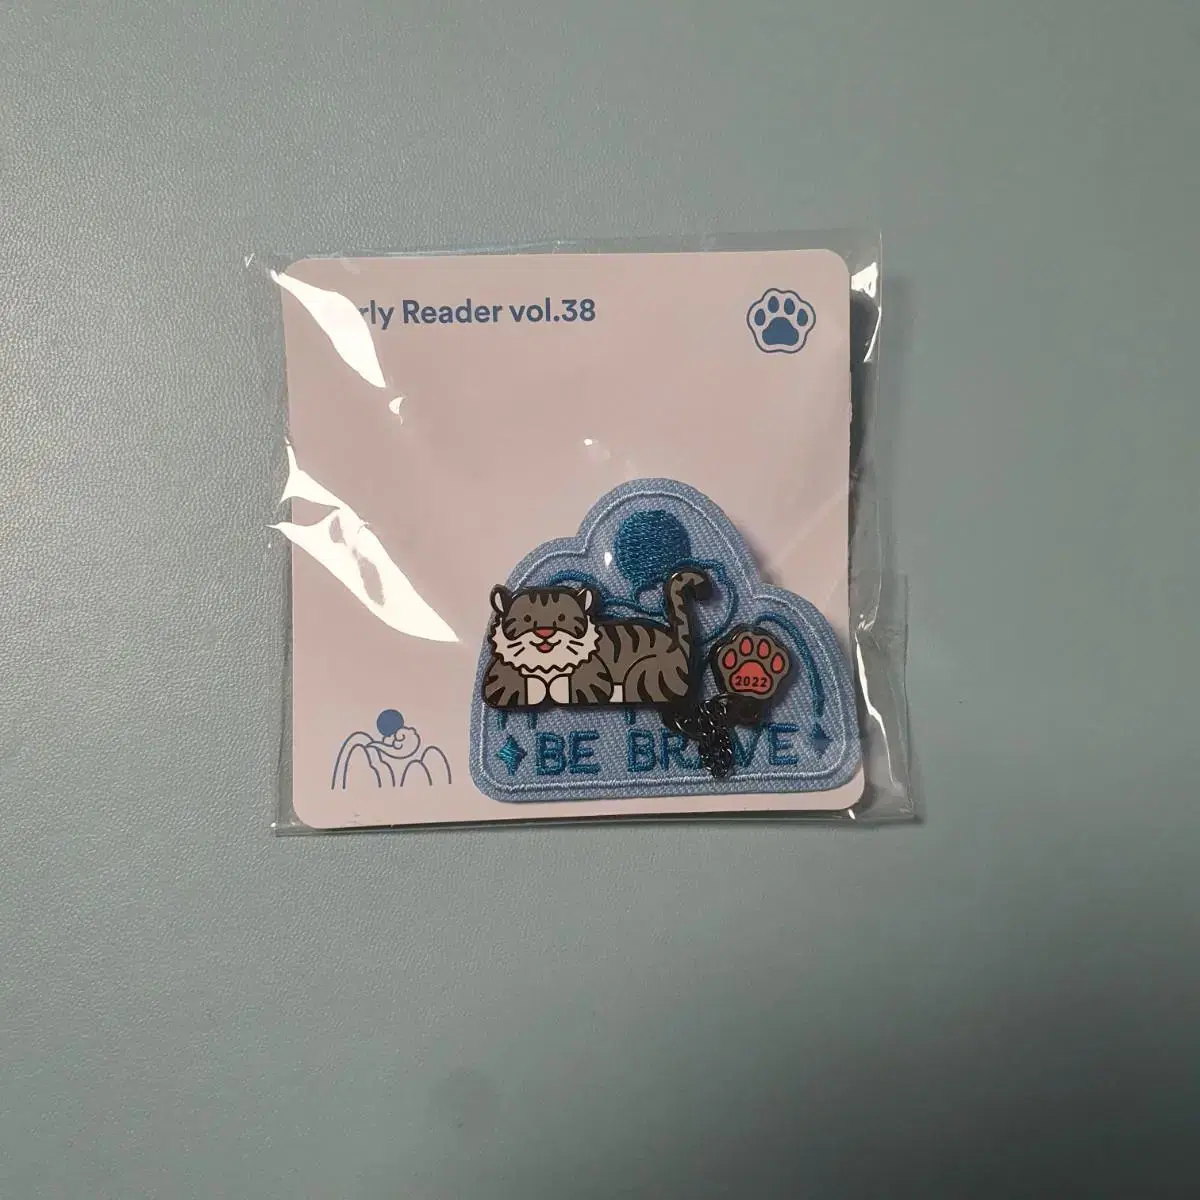 rly Reader vol.38
2022
BE BRAVE